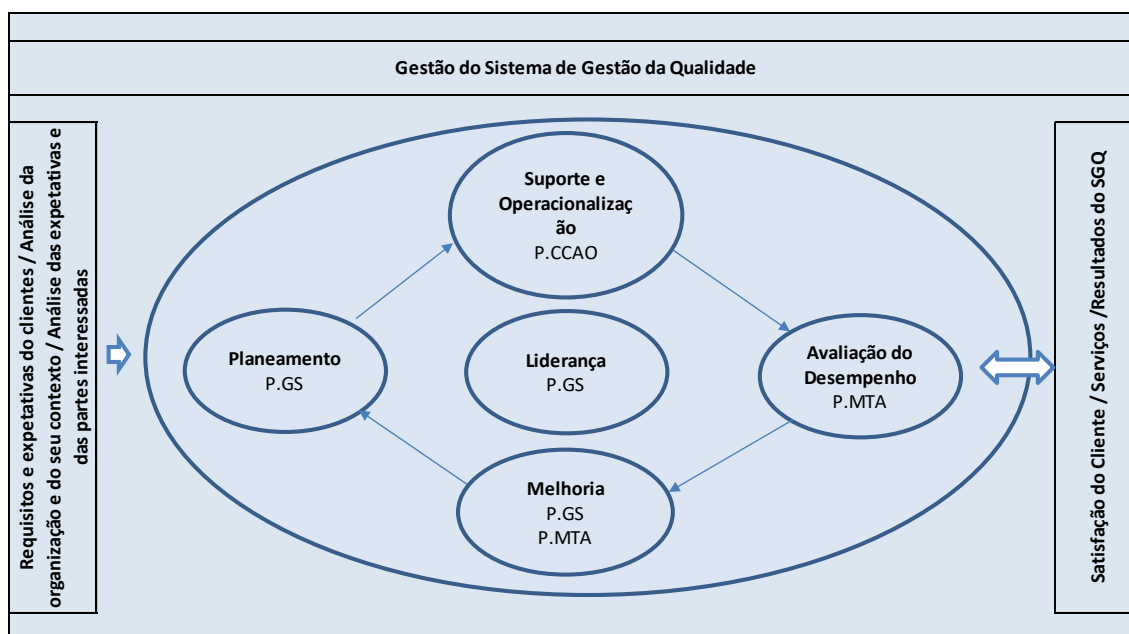 Gestão do Sistema de Gestão da Qualidade
Requisitos e expetativas do clientes / Análise da
organização e do seu contexto / Análise das expetativas e
das partes interessadas
Suporte e
Operacionalizaç
ão
P.CCAO
Planeamento
P.GS
Liderança
P.GS
Avaliação do
Desempenho
P.MTA
Melhoria
P.GS
P.MTA
Satisfação do Cliente / Serviços /Resultados do SGQ